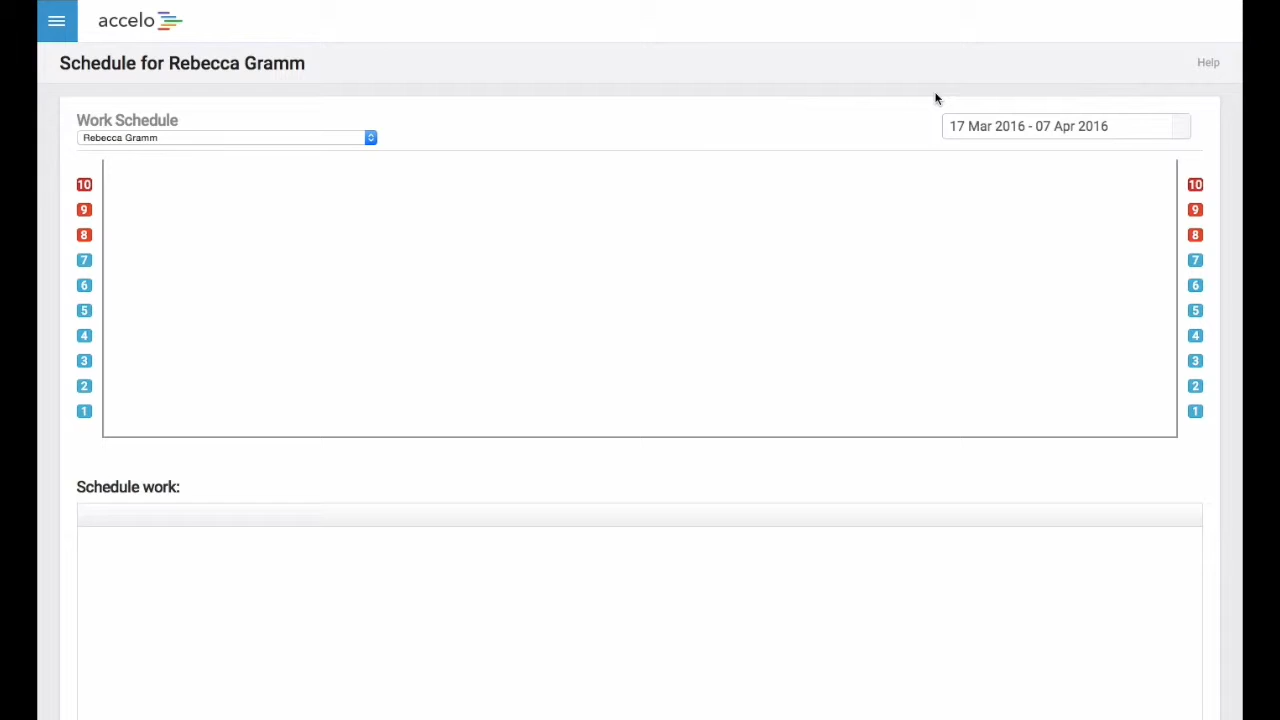 accelo
Schedule for Rebecca Gramm
Help
Work Schedule
Rebecca Gramm
17 Mar 2016 - 07 Apr 2016
10 10
9 9
8 8
7 7
6 6
5 5
4 4
3 3
2 2
1 1
Schedule work: